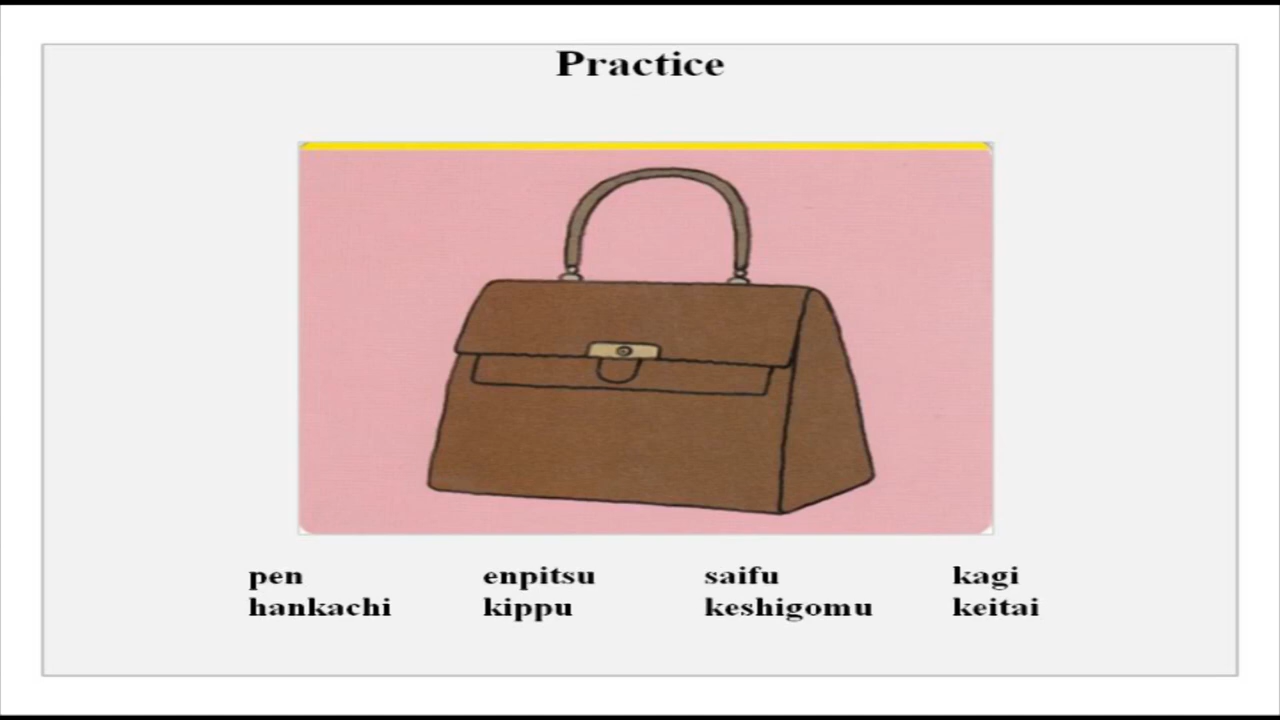 Practice
pen enpitsu saifu kagi
hankachi kippu keshigomu keitai